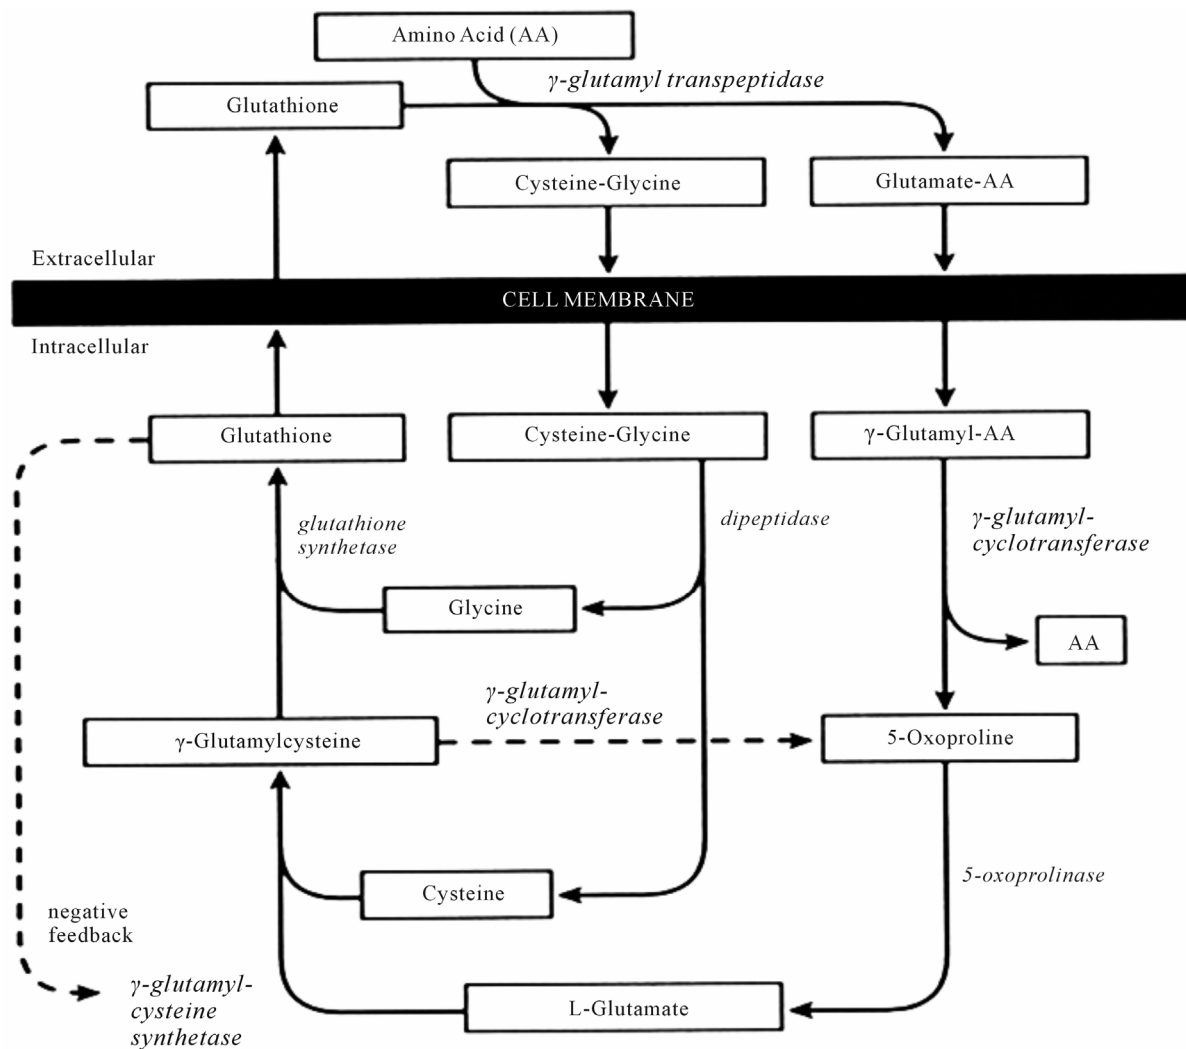 Amino Acid (AA)
γ-glutamyl transpeptidase
Glutathione
Cysteine-Glycine
Glutamate-AA
Extracellular
CELL MEMBRANE
Intracellular
Glutathione
Cysteine-Glycine
γ-Glutamyl-AA
glutathione
synthetase
dipeptidase
γ-glutamyl-
cyclotransferase
Glycine
AA
γ-glutamyl-
cyclotransferase
γ-Glutamylcysteine
5-Oxoproline
Cysteine
5-oxoprolinase
negative
feedback
γ-glutamyl-
cysteine
synthetase
L-Glutamate